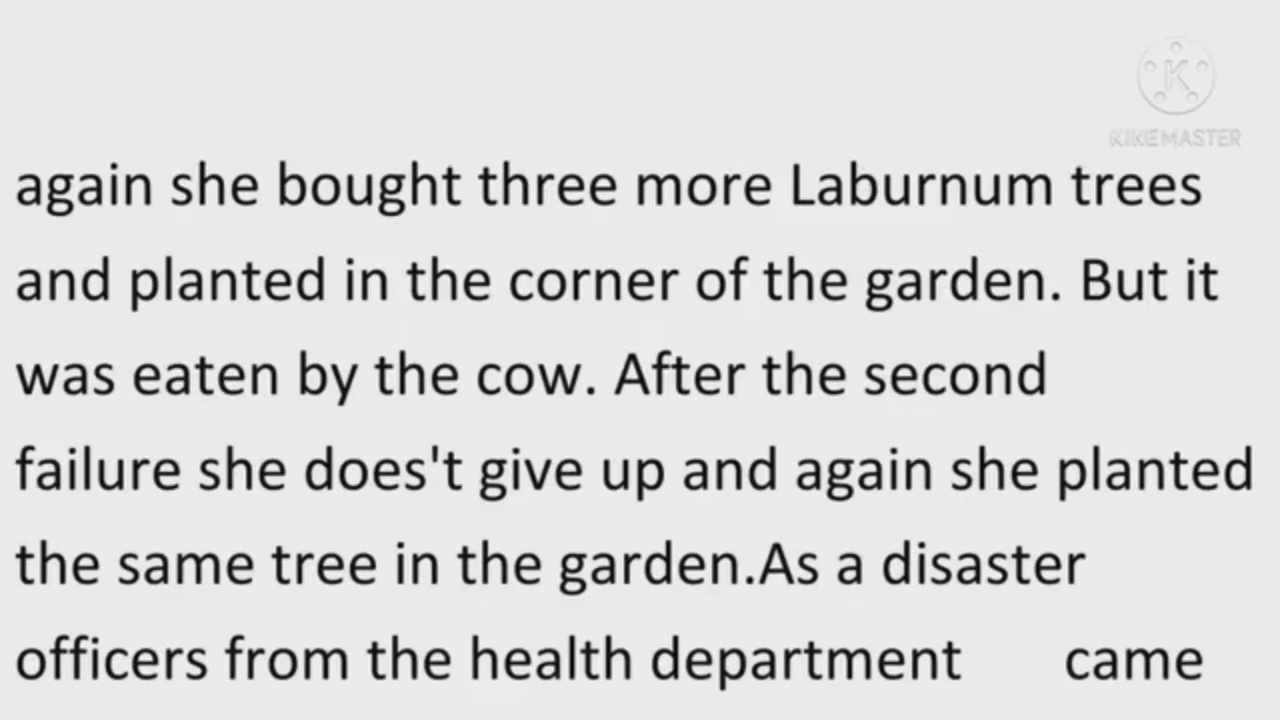 KINEMASTER
again she bought three more Laburnum trees
and planted in the corner of the garden. But it
was eaten by the cow. After the second
failure she does't give up and again she planted
the same tree in the garden.As a disaster
officers from the health department came